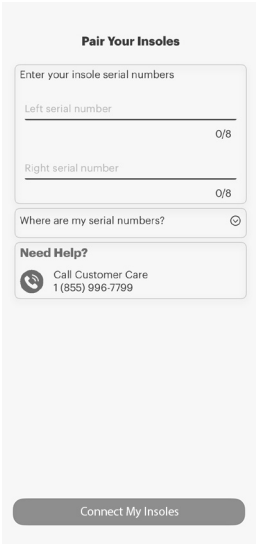 Pair Your Insoles
Enter your insole serial numbers
Left serial number
0/8
Right serial number
0/8
Where are my serial numbers?
Need Help?
Call Customer Care
1 (855) 996-7799
Connect My Insoles